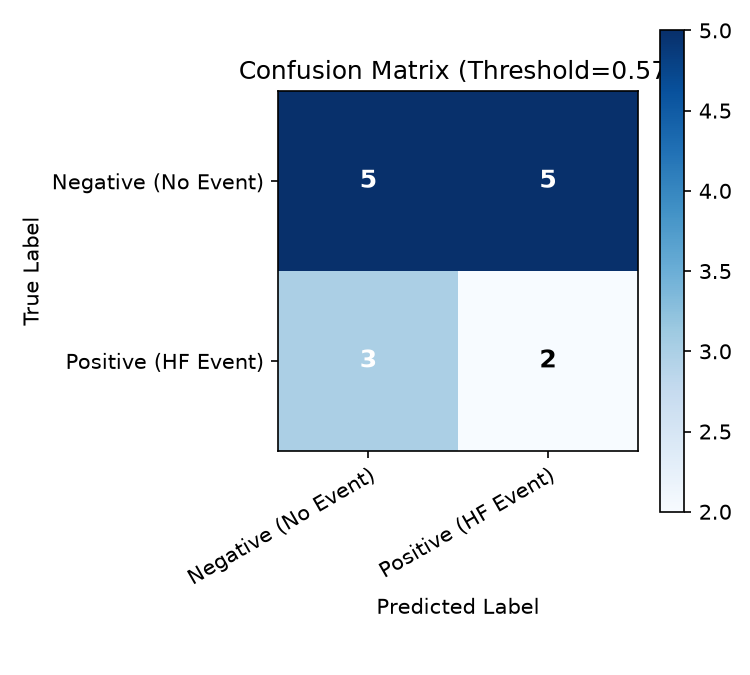 Confusion Matrix (Threshold=0.57
5.0
4.5
4.0
3.5
3.0
2.5
2.0
True Label
Negative (No Event)
5
5
Positive (HF Event)
3
2
Negative (No Event)
Positive (HF Event)
Predicted Label